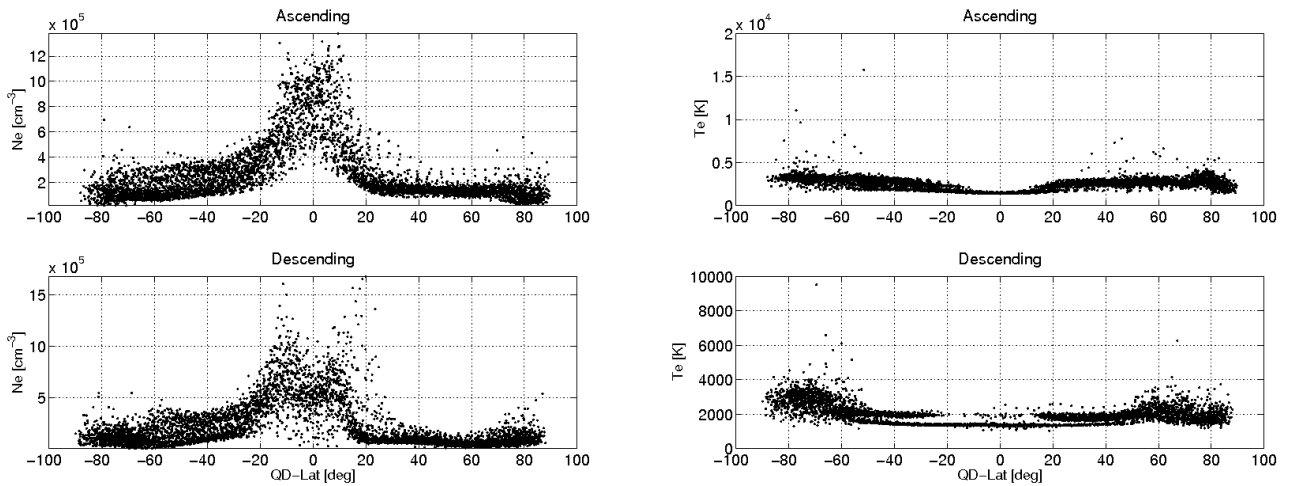 Ascending
x 10^5
Ne [cm^-3]
12
10
8
6
4
2
−100 −80 −60 −40 −20 0 20 40 60 80 100
Ascending
x 10^4
Te [K]
2
1.5
1
0.5
0
−100 −80 −60 −40 −20 0 20 40 60 80 100
Descending
x 10^5
Ne [cm^-3]
15
10
5
−100 −80 −60 −40 −20 0 20 40 60 80 100
QD−Lat [deg]
Descending
Te [K]
10000
8000
6000
4000
2000
0
−100 −80 −60 −40 −20 0 20 40 60 80 100
QD−Lat [deg]